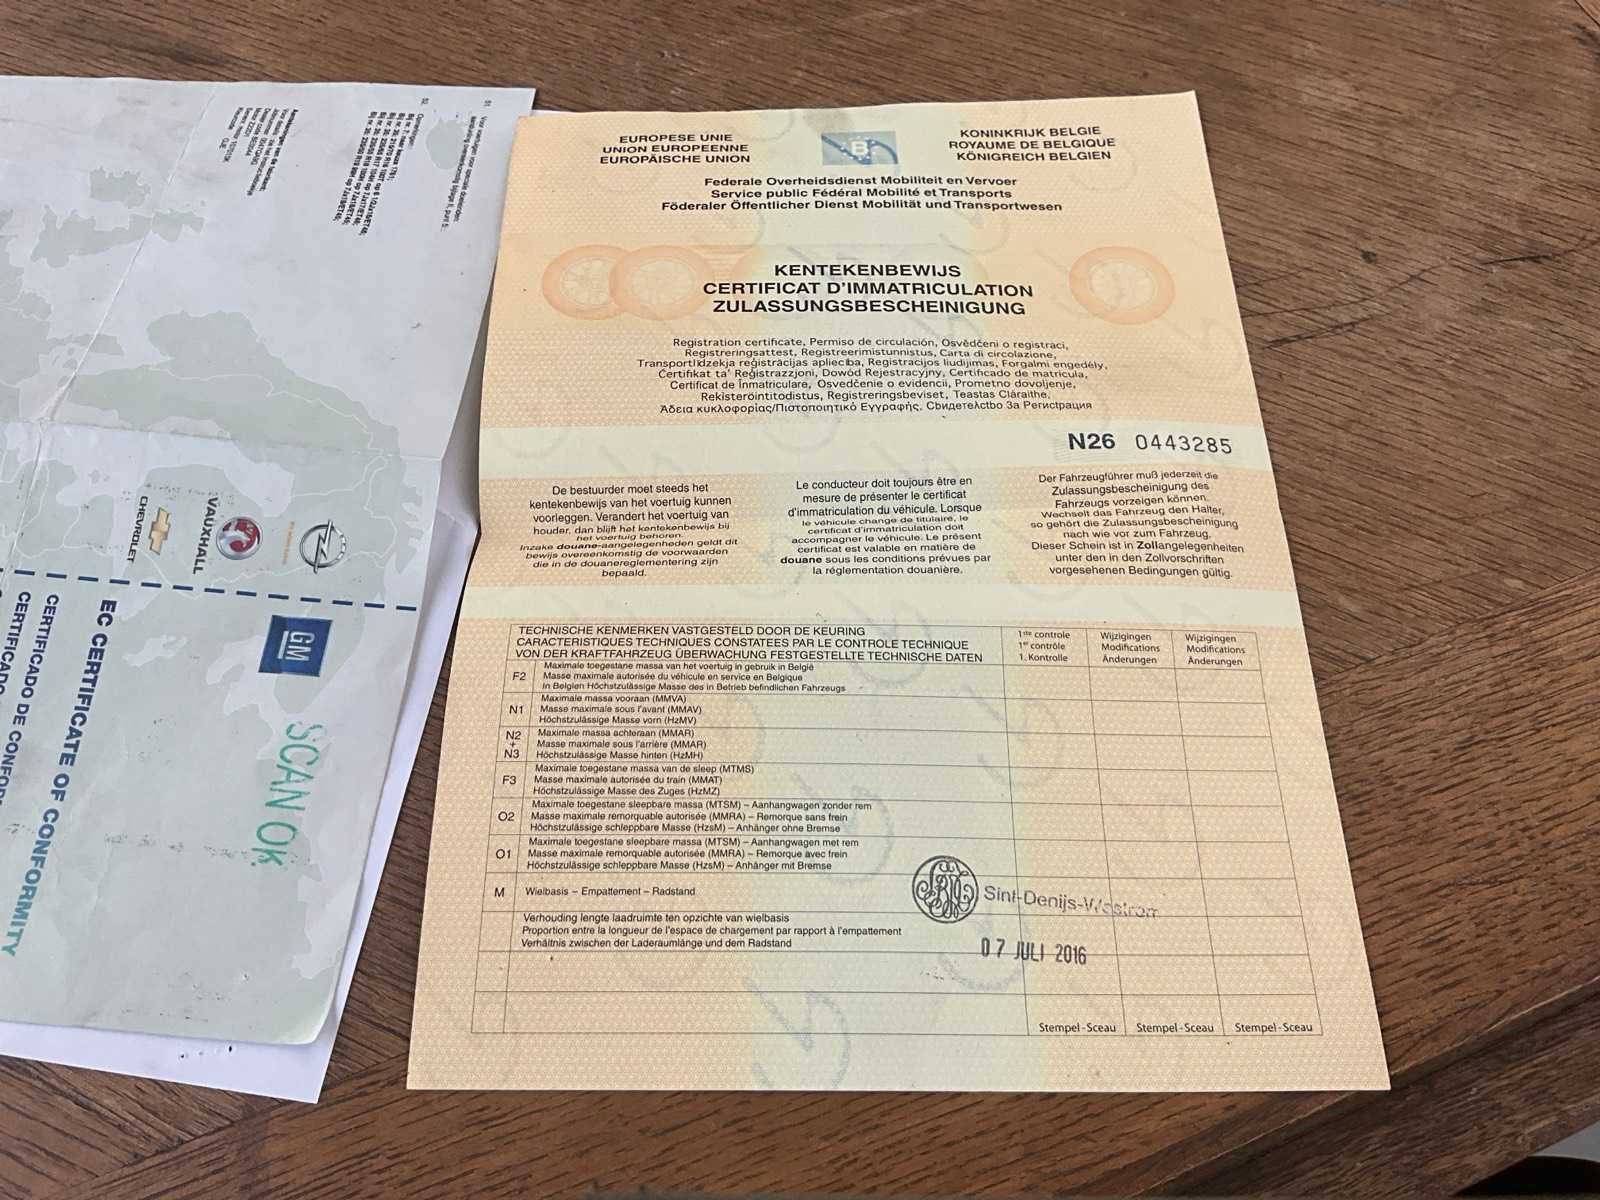 EUROPESE UNIE
UNION EUROPEENNE
EUROPÄISCHE UNION
B
KONINKRIJK BELGIE
ROYAUME DE BELGIQUE
KÖNIGREICH BELGIEN
Federale Overheidsdienst Mobiliteit en Vervoer
Service public Fédéral Mobilité et Transports
Föderaler Öffentlicher Dienst Mobilität und Transportwesen
KENTEKENBEWIJS
CERTIFICAT D'IMMATRICULATION
ZULASSUNGSBESCHEINIGUNG
Registration certificate, Permiso de circulación, Osvědčeni o registraci,
Registreringsattest, Registreerimistunnistus, Carta di circolazione,
Transportlīdzekļa reģistrācijas apliecība, Registracijos liudijimas, Forgalmi engedély,
Ċertifikat ta' Reġistrazzjoni, Dowód Rejestracyjny, Certificado de matrícula,
Certificat de Înmatriculare, Osvedčenie o evidencii, Prometno dovoljenje,
Rekisteröintitodistus, Registreringsbeviset, Teastas Cláraithe,
Άδεια κυκλοφορίας/Πιστοποιητικό Εγγραφής. Свидетелство За Регистрация
N26 0443285
De bestuurder moet steeds het
kentekenbewijs van het voertuig kunnen
voorleggen. Verandert het voertuig van
houder, dan blijft het kentekenbewijs bij
het voertuig behoren.
Inzake douane-aangelegenheden geldt dit
bewijs overeenkomstig de voorwaarden
die in de douanereglementering zijn
bepaald.
Le conducteur doit toujours être en
mesure de présenter le certificat
d'immatriculation du véhicule. Lorsque
le véhicule change de titulaire, le
certificat d'immatriculation doit
accompagner le véhicule. Le présent
certificat est valable en matière de
douane sous les conditions prévues par
la réglementation douanière.
Der Fahrzeugführer muß jederzeit die
Zulassungsbescheinigung des
Fahrzeugs vorzeigen können.
Wechselt das Fahrzeug den Halter,
so gehört die Zulassungsbescheinigung
nach wie vor zum Fahrzeug.
Dieser Schein ist in Zollangelegenheiten
unter den in den Zollvorschriften
vorgesehenen Bedingungen gültig.
TECHNISCHE KENMERKEN VASTGESTELD DOOR DE KEURING
CARACTERISTIQUES TECHNIQUES CONSTATEES PAR LE CONTROLE TECHNIQUE
VON DER KRAFTFAHRZEUG ÜBERWACHUNG FESTGESTELLTE TECHNISCHE DATEN
1ste controle
1er contrôle
1. Kontrolle
Wijzigingen
Modifications
Änderungen
Wijzigingen
Modifications
Änderungen
F2
Maximale toegestane massa van het voertuig in gebruik in België
Masse maximale autorisée du véhicule en service en Belgique
In Belgien Höchstzulässige Masse des in Betrieb befindlichen Fahrzeugs
N1
Maximale massa vooraan (MMVA)
Masse maximale sous l'avant (MMAV)
Höchstzulässige Masse vorn (HzMV)
N2
+
N3
Maximale massa achteraan (MMAR)
Masse maximale sous l'arrière (MMAR)
Höchstzulässige Masse hinten (HzMH)
F3
Maximale toegestane massa van de sleep (MTMS)
Masse maximale autorisée du train (MMAT)
Höchstzulässige Masse des Zuges (HzMZ)
O2
Maximale toegestane sleepbare massa (MTSM) – Aanhangwagen zonder rem
Masse maximale remorquable autorisée (MMRA) – Remorque sans frein
Höchstzulässige schleppbare Masse (HzsM) – Anhänger ohne Bremse
O1
Maximale toegestane sleepbare massa (MTSM) – Aanhangwagen met rem
Masse maximale remorquable autorisée (MMRA) – Remorque avec frein
Höchstzulässige schleppbare Masse (HzsM) – Anhänger mit Bremse
M
Wielbasis – Empattement – Radstand
Verhouding lengte laadruimte ten opzichte van wielbasis
Proportion entre la longueur de l'espace de chargement par rapport à l'empattement
Verhältnis zwischen der Laderaumlänge und dem Radstand
Sint-Denijs-Westrem
07 JULI 2016
Stempel-Sceau
Stempel-Sceau
Stempel-Sceau
OPEL
VAUXHALL
CHEVROLET
GM
SCAN OK
EC CERTIFICATE OF CONFORMITY
CERTIFICADO DE CONFOR